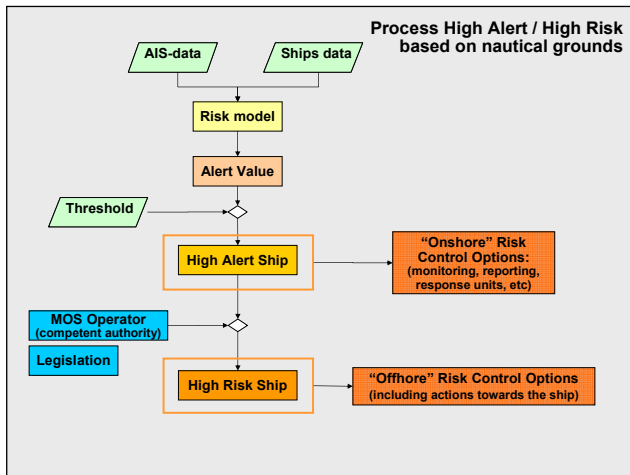 Process High Alert / High Risk
based on nautical grounds
AIS-data
Ships data
Risk model
Alert Value
Threshold
High Alert Ship
“Onshore” Risk
Control Options:
(monitoring, reporting,
response units, etc)
MOS Operator
(competent authority)
Legislation
High Risk Ship
“Offhore” Risk Control Options
(including actions towards the ship)